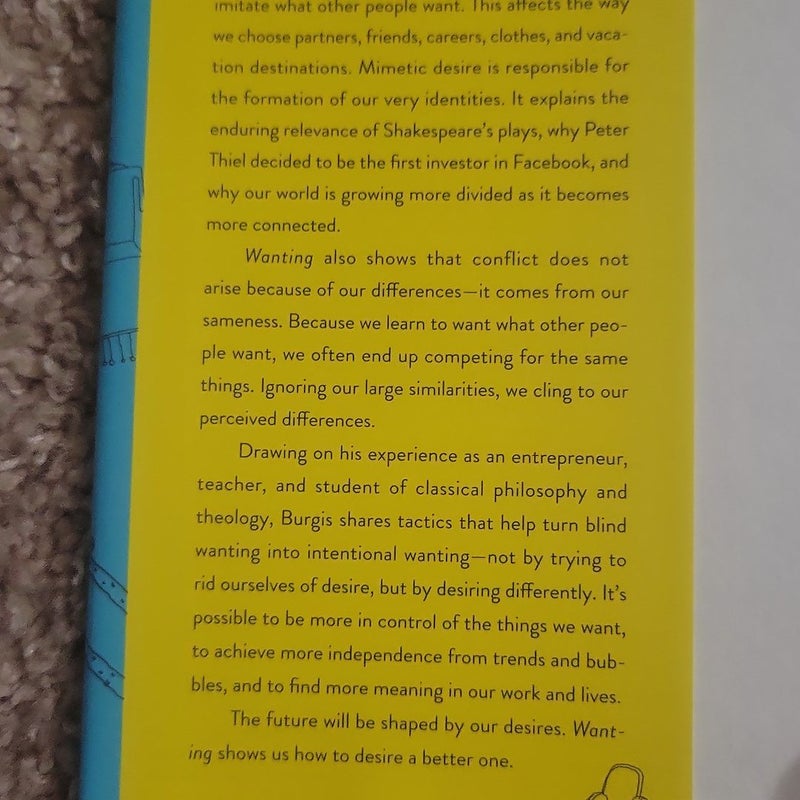 imitate what other people want. This affects the way
we choose partners, friends, careers, clothes, and vaca-
tion destinations. Mimetic desire is responsible for
the formation of our very identities. It explains the
enduring relevance of Shakespeare's plays, why Peter
Thiel decided to be the first investor in Facebook, and
why our world is growing more divided as it becomes
more connected.
Wanting also shows that conflict does not
arise because of our differences—it comes from our
sameness. Because we learn to want what other peo-
ple want, we often end up competing for the same
things. Ignoring our large similarities, we cling to our
perceived differences.
Drawing on his experience as an entrepreneur,
teacher, and student of classical philosophy and
theology, Burgis shares tactics that help turn blind
wanting into intentional wanting—not by trying to
rid ourselves of desire, but by desiring differently. It's
possible to be more in control of the things we want,
to achieve more independence from trends and bub-
bles, and to find more meaning in our work and lives.
The future will be shaped by our desires. Want-
ing shows us how to desire a better one.